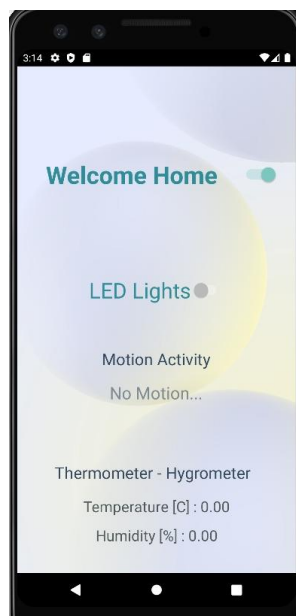 3:14
Welcome Home
LED Lights
Motion Activity
No Motion...
Thermometer - Hygrometer
Temperature [C] : 0.00
Humidity [%] : 0.00